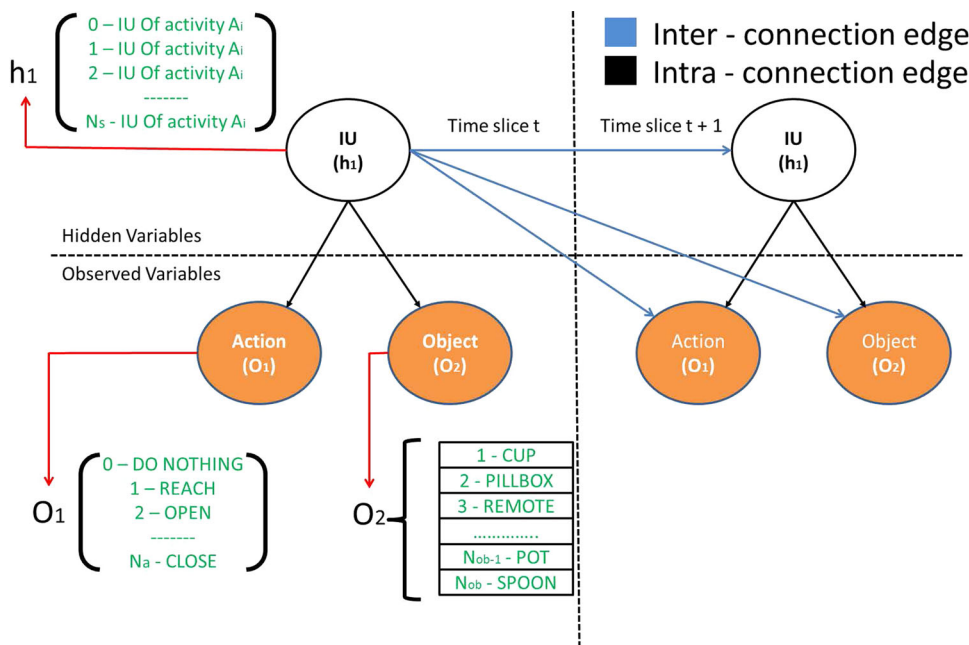 0 – IU Of activity Ai
1 – IU Of activity Ai
2 – IU Of activity Ai
-------
Ns - IU Of activity Ai
h1
Inter - connection edge
Intra - connection edge
IU
(h1)
Time slice t
Time slice t + 1
IU
(h1)
Hidden Variables
Observed Variables
Action
(O1)
Object
(O2)
Action
(O1)
Object
(O2)
O1
0 – DO NOTHING
1 – REACH
2 – OPEN
-------
Na - CLOSE
O2
1 - CUP
2 - PILLBOX
3 - REMOTE
..............
Nob-1 - POT
Nob - SPOON